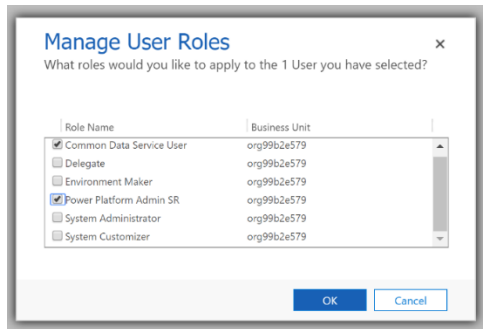 Manage User Roles
What roles would you like to apply to the 1 User you have selected?
Role Name Business Unit
Common Data Service User org99b2e579
Delegate org99b2e579
Environment Maker org99b2e579
Power Platform Admin SR org99b2e579
System Administrator org99b2e579
System Customizer org99b2e579
OK Cancel